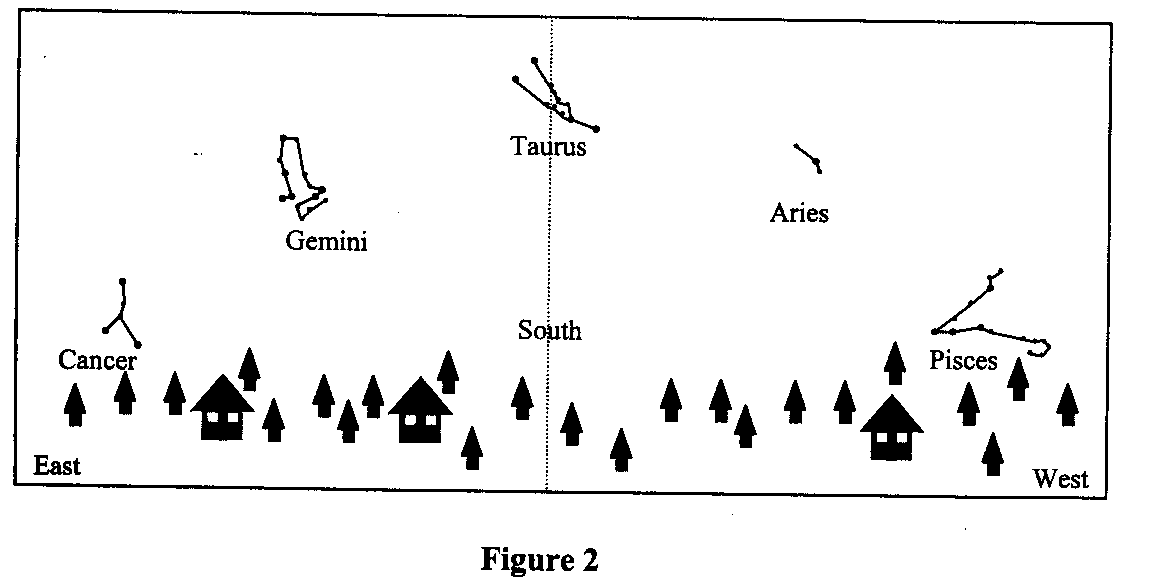 Taurus
Aries
Gemini
South
Cancer
Pisces
East
West
Figure 2